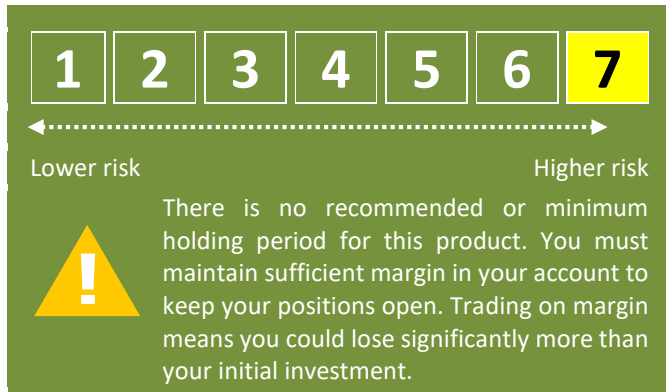 1 2 3 4 5 6 7
Lower risk Higher risk
There is no recommended or minimum
holding period for this product. You must
maintain sufficient margin in your account to
keep your positions open. Trading on margin
means you could lose significantly more than
your initial investment.
!